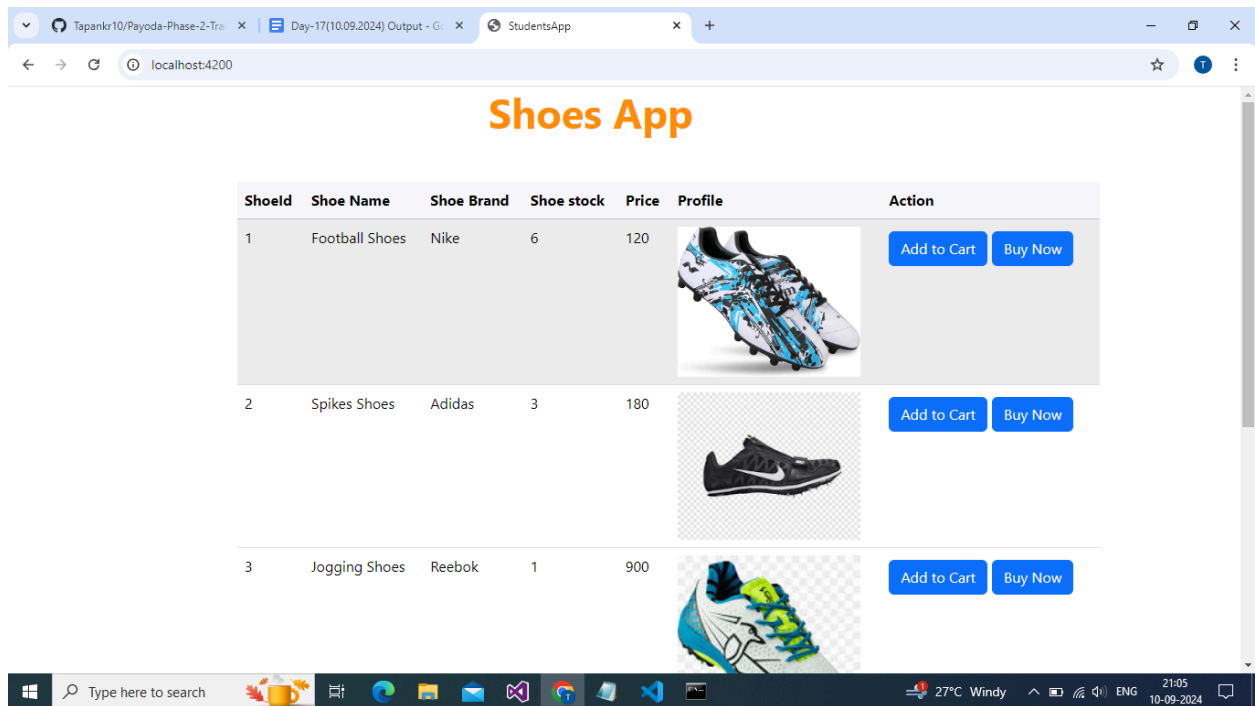 Tapankr10/Payoda-Phase-2-Tra
Day-17(10.09.2024) Output - Go
StudentsApp
localhost:4200
T
Shoes App
ShoeId Shoe Name Shoe Brand Shoe stock Price Profile Action
1 Football Shoes Nike 6 120 Add to Cart Buy Now
2 Spikes Shoes Adidas 3 180 Add to Cart Buy Now
3 Jogging Shoes Reebok 1 900 Add to Cart Buy Now
Type here to search
27°C Windy
ENG
21:05
10-09-2024